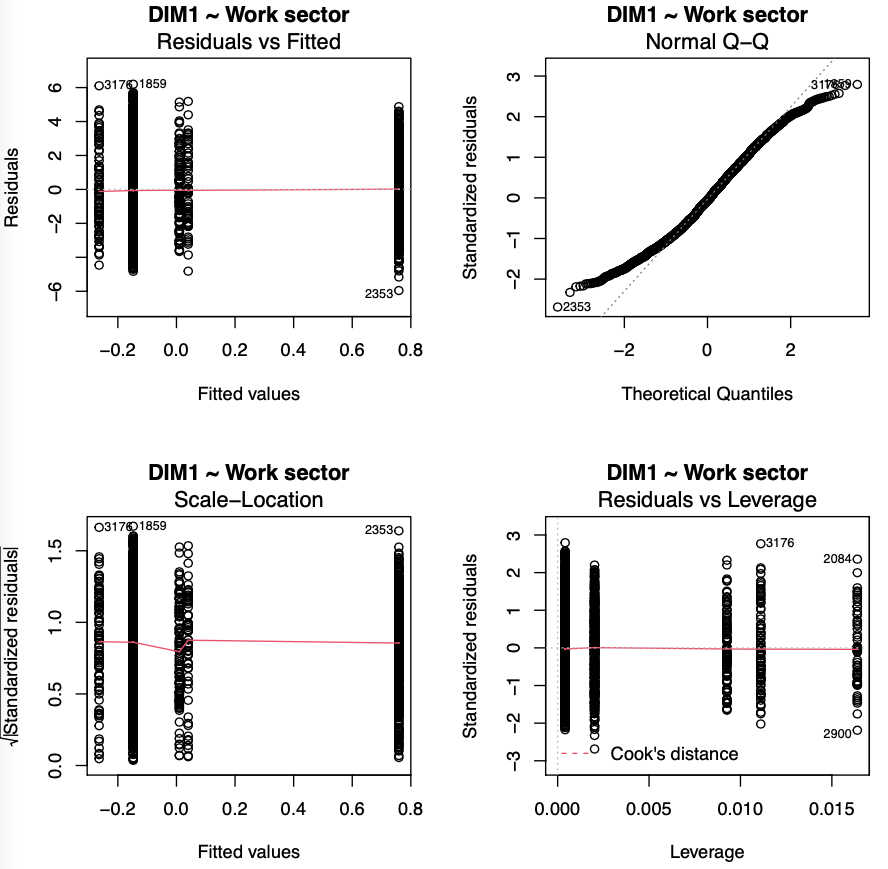 DIM1 ~ Work sector
Residuals vs Fitted
3176 1859
2353
6
4
2
0
−2
−6
Residuals
−0.2 0.0 0.2 0.4 0.6 0.8
Fitted values
DIM1 ~ Work sector
Normal Q−Q
3176 1859
2353
3
2
1
0
−1
−2
Standardized residuals
−2 0 2
Theoretical Quantiles
DIM1 ~ Work sector
Scale−Location
3176 1859 2353
1.5
1.0
0.5
0.0
√|Standardized residuals|
−0.2 0.0 0.2 0.4 0.6 0.8
Fitted values
DIM1 ~ Work sector
Residuals vs Leverage
3176
2084
2900
Cook's distance
3
2
1
0
−1
−2
−3
Standardized residuals
0.000 0.005 0.010 0.015
Leverage